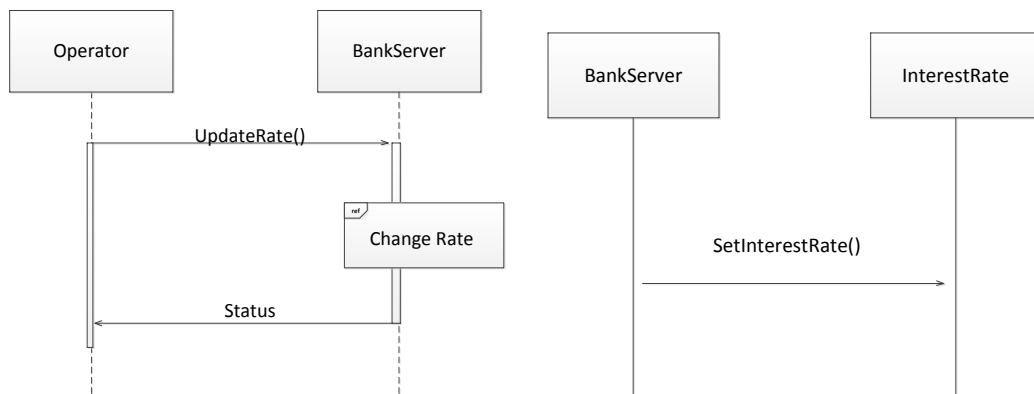 Operator
BankServer
UpdateRate()
ref
Change Rate
Status
BankServer
InterestRate
SetInterestRate()